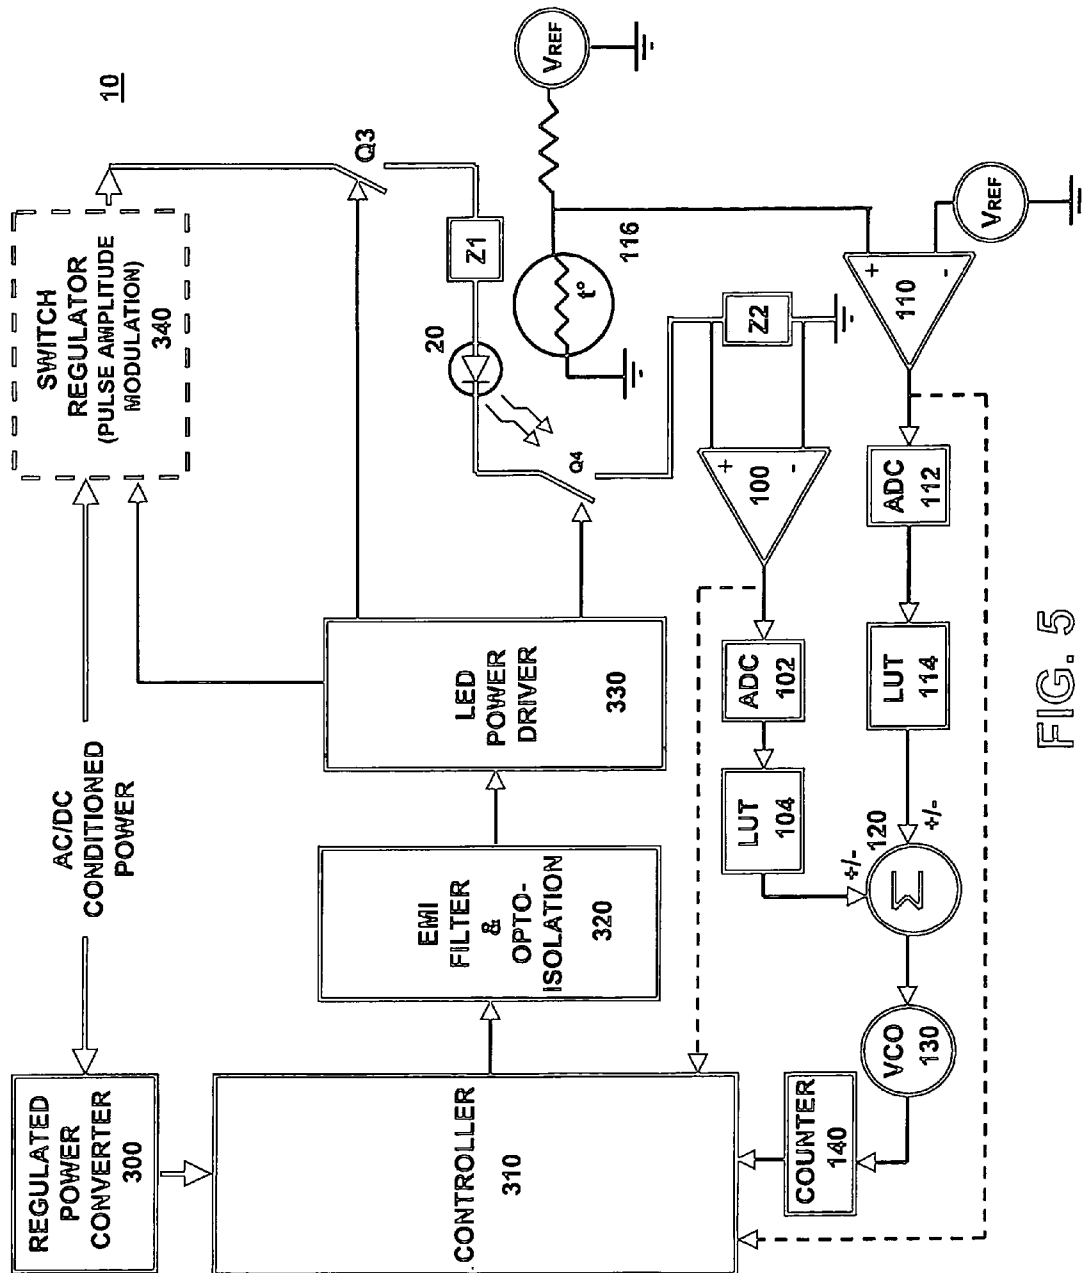 10
AC/DC
CONDITIONED
POWER
REGULATED
POWER
CONVERTER
300
SWITCH
REGULATOR
(PULSE AMPLITUDE
MODULATION)
340
CONTROLLER
310
EMI
FILTER
&
OPTO-
ISOLATION
320
LED
POWER
DRIVER
330
Q3
Z1
20
Q4
VREF
t°
116
Z2
+
-
100
ADC
102
LUT
104
+/-
120
Σ
+/-
VCO
130
COUNTER
140
LUT
114
ADC
112
+
-
110
VREF
FIG. 5